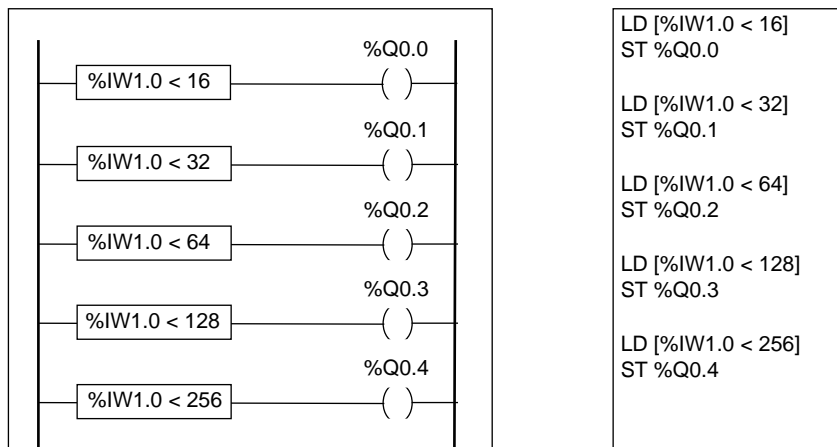 %Q0.0
%IW1.0 < 16
( )
%Q0.1
%IW1.0 < 32
( )
%Q0.2
%IW1.0 < 64
( )
%Q0.3
%IW1.0 < 128
( )
%Q0.4
%IW1.0 < 256
( )
LD [%IW1.0 < 16]
ST %Q0.0
LD [%IW1.0 < 32]
ST %Q0.1
LD [%IW1.0 < 64]
ST %Q0.2
LD [%IW1.0 < 128]
ST %Q0.3
LD [%IW1.0 < 256]
ST %Q0.4